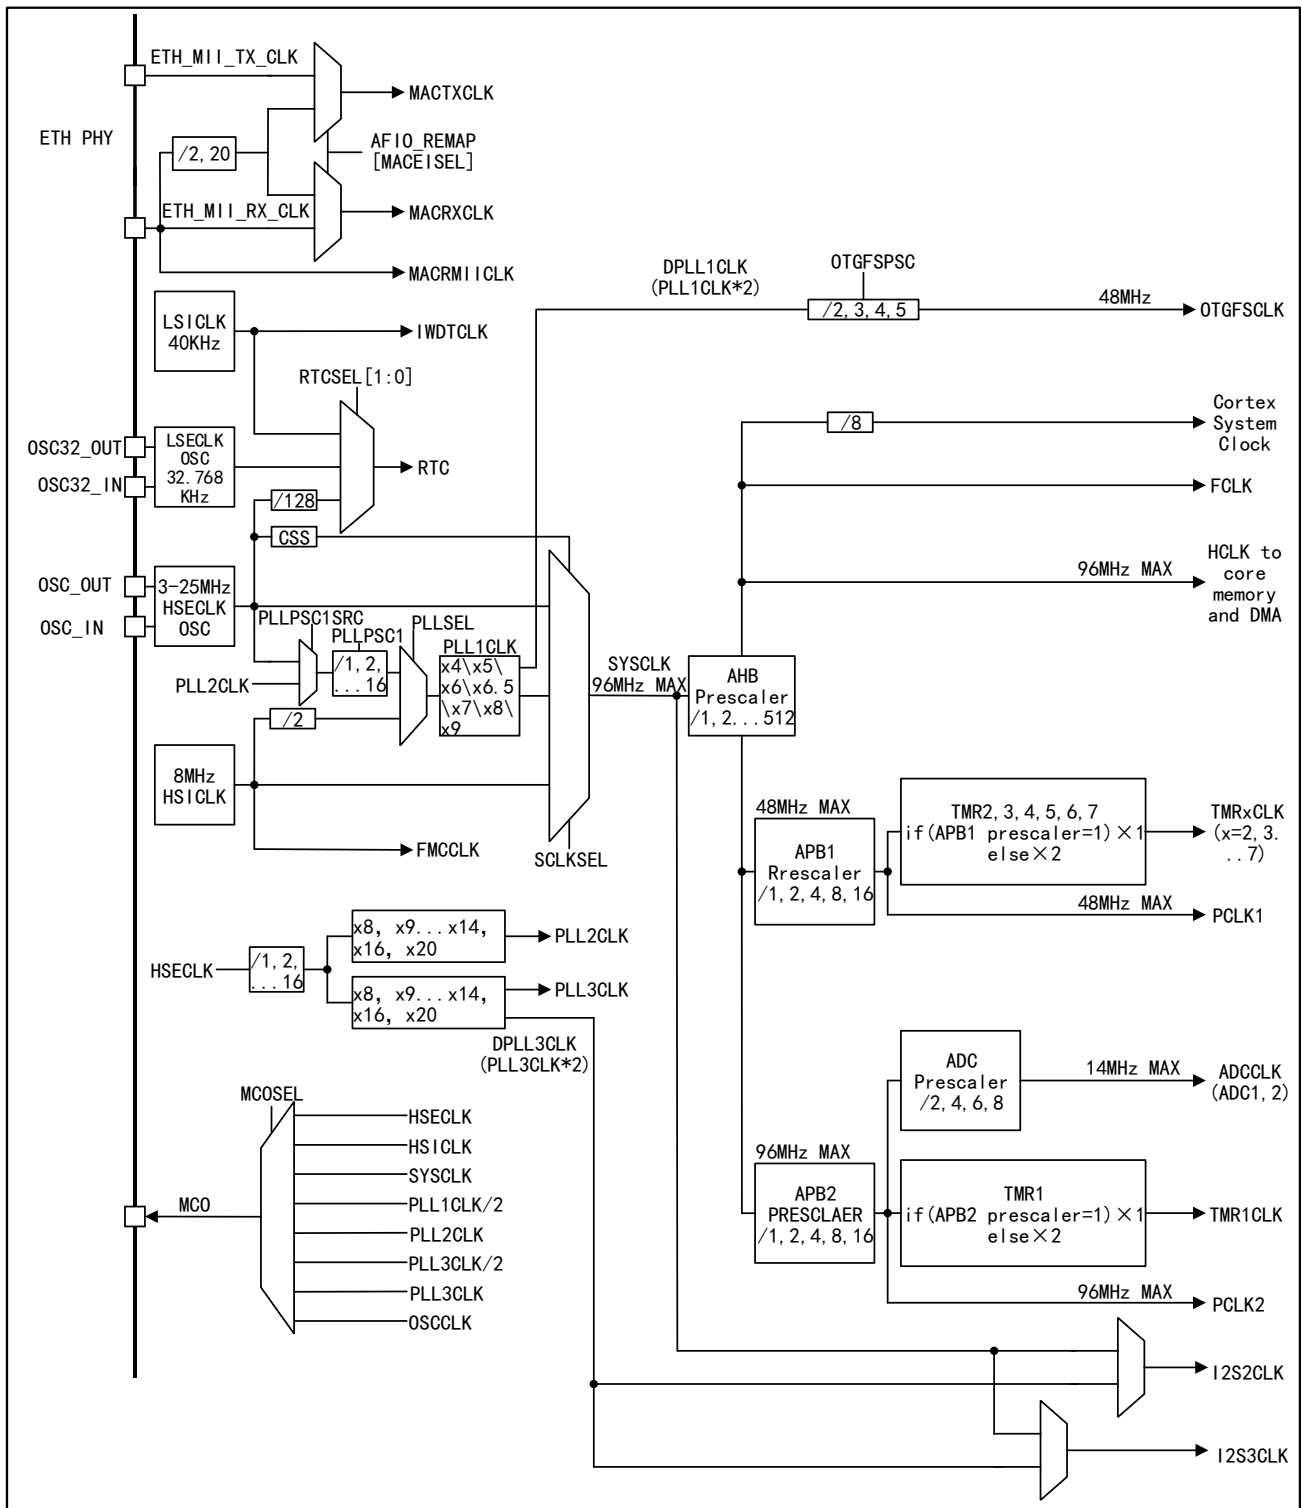 ETH_MII_TX_CLK
MACTXCLK
ETH PHY
/2,20
AFIO_REMAP
[MACEISEL]
ETH_MII_RX_CLK
MACRXCLK
MACRMIICLK
DPLL1CLK
(PLL1CLK*2)
OTGFSPSC
/2,3,4,5
48MHz
OTGFSCLK
LSICLK
40KHz
IWDTCLK
RTCSEL[1:0]
OSC32_OUT
OSC32_IN
LSECLK
OSC
32.768
KHz
RTC
/128
CSS
/8
Cortex
System
Clock
FCLK
96MHz MAX
HCLK to
core
memory
and DMA
OSC_OUT
OSC_IN
3-25MHz
HSECLK
OSC
PLLPSC1SRC
PLLPSC1
PLLSEL
PLL1CLK
PLL2CLK
/1,2,
...16
x4\x5\
x6\x6.5
\x7\x8\
x9
/2
SYSCLK
96MHz MAX
AHB
Prescaler
/1,2...512
8MHz
HSICLK
FMCCLK
SCLKSEL
48MHz MAX
APB1
Rrescaler
/1,2,4,8,16
TMR2,3,4,5,6,7
if(APB1 prescaler=1)×1
else×2
TMRxCLK
(x=2,3.
..7)
48MHz MAX
PCLK1
HSECLK
/1,2,
...16
x8, x9...x14,
x16, x20
PLL2CLK
x8, x9...x14,
x16, x20
PLL3CLK
DPLL3CLK
(PLL3CLK*2)
ADC
Prescaler
/2,4,6,8
14MHz MAX
ADCCLK
(ADC1,2)
MCOSEL
HSECLK
HSICLK
SYSCLK
PLL1CLK/2
PLL2CLK
PLL3CLK/2
PLL3CLK
OSCCLK
MCO
96MHz MAX
APB2
PRESCLAER
/1,2,4,8,16
TMR1
if(APB2 prescaler=1)×1
else×2
TMR1CLK
96MHz MAX
PCLK2
I2S2CLK
I2S3CLK